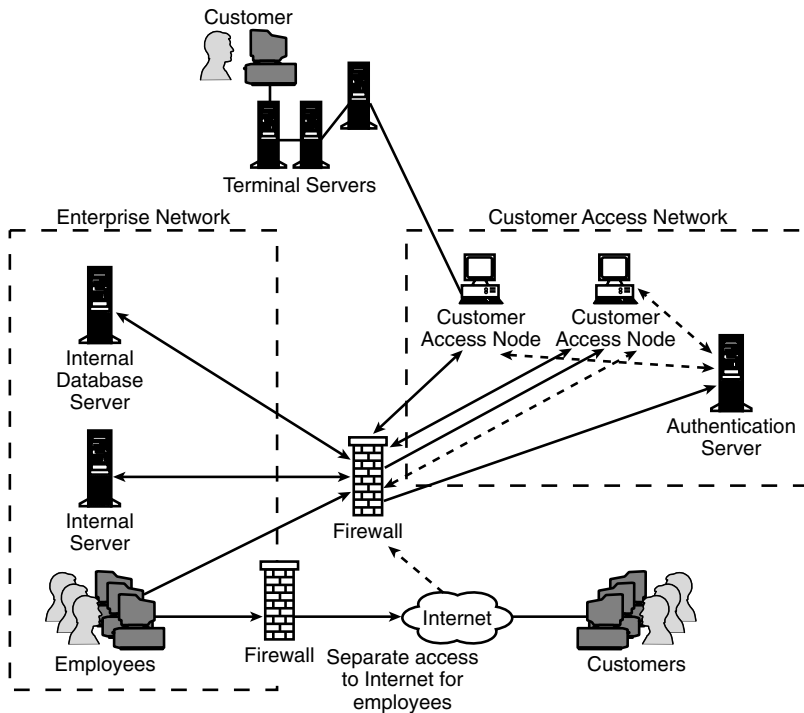 Customer
Terminal Servers
Enterprise Network
Customer Access Network
Customer
Access Node
Customer
Access Node
Internal
Database
Server
Authentication
Server
Internal
Server
Firewall
Employees
Firewall
Internet
Separate access
to Internet for
employees
Customers